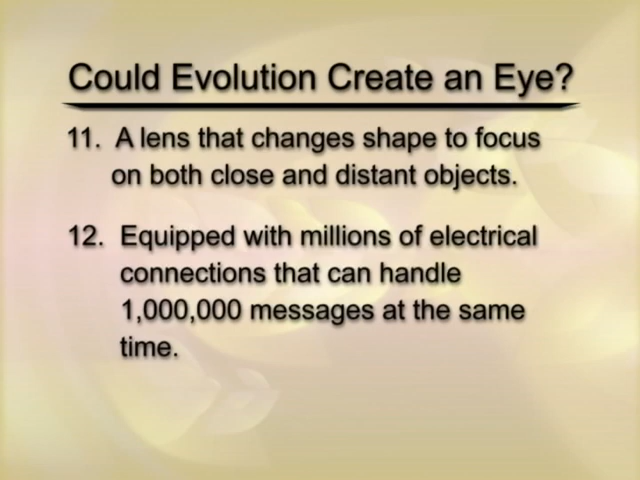 Could Evolution Create an Eye?
11. A lens that changes shape to focus
on both close and distant objects.
12. Equipped with millions of electrical
connections that can handle
1,000,000 messages at the same
time.